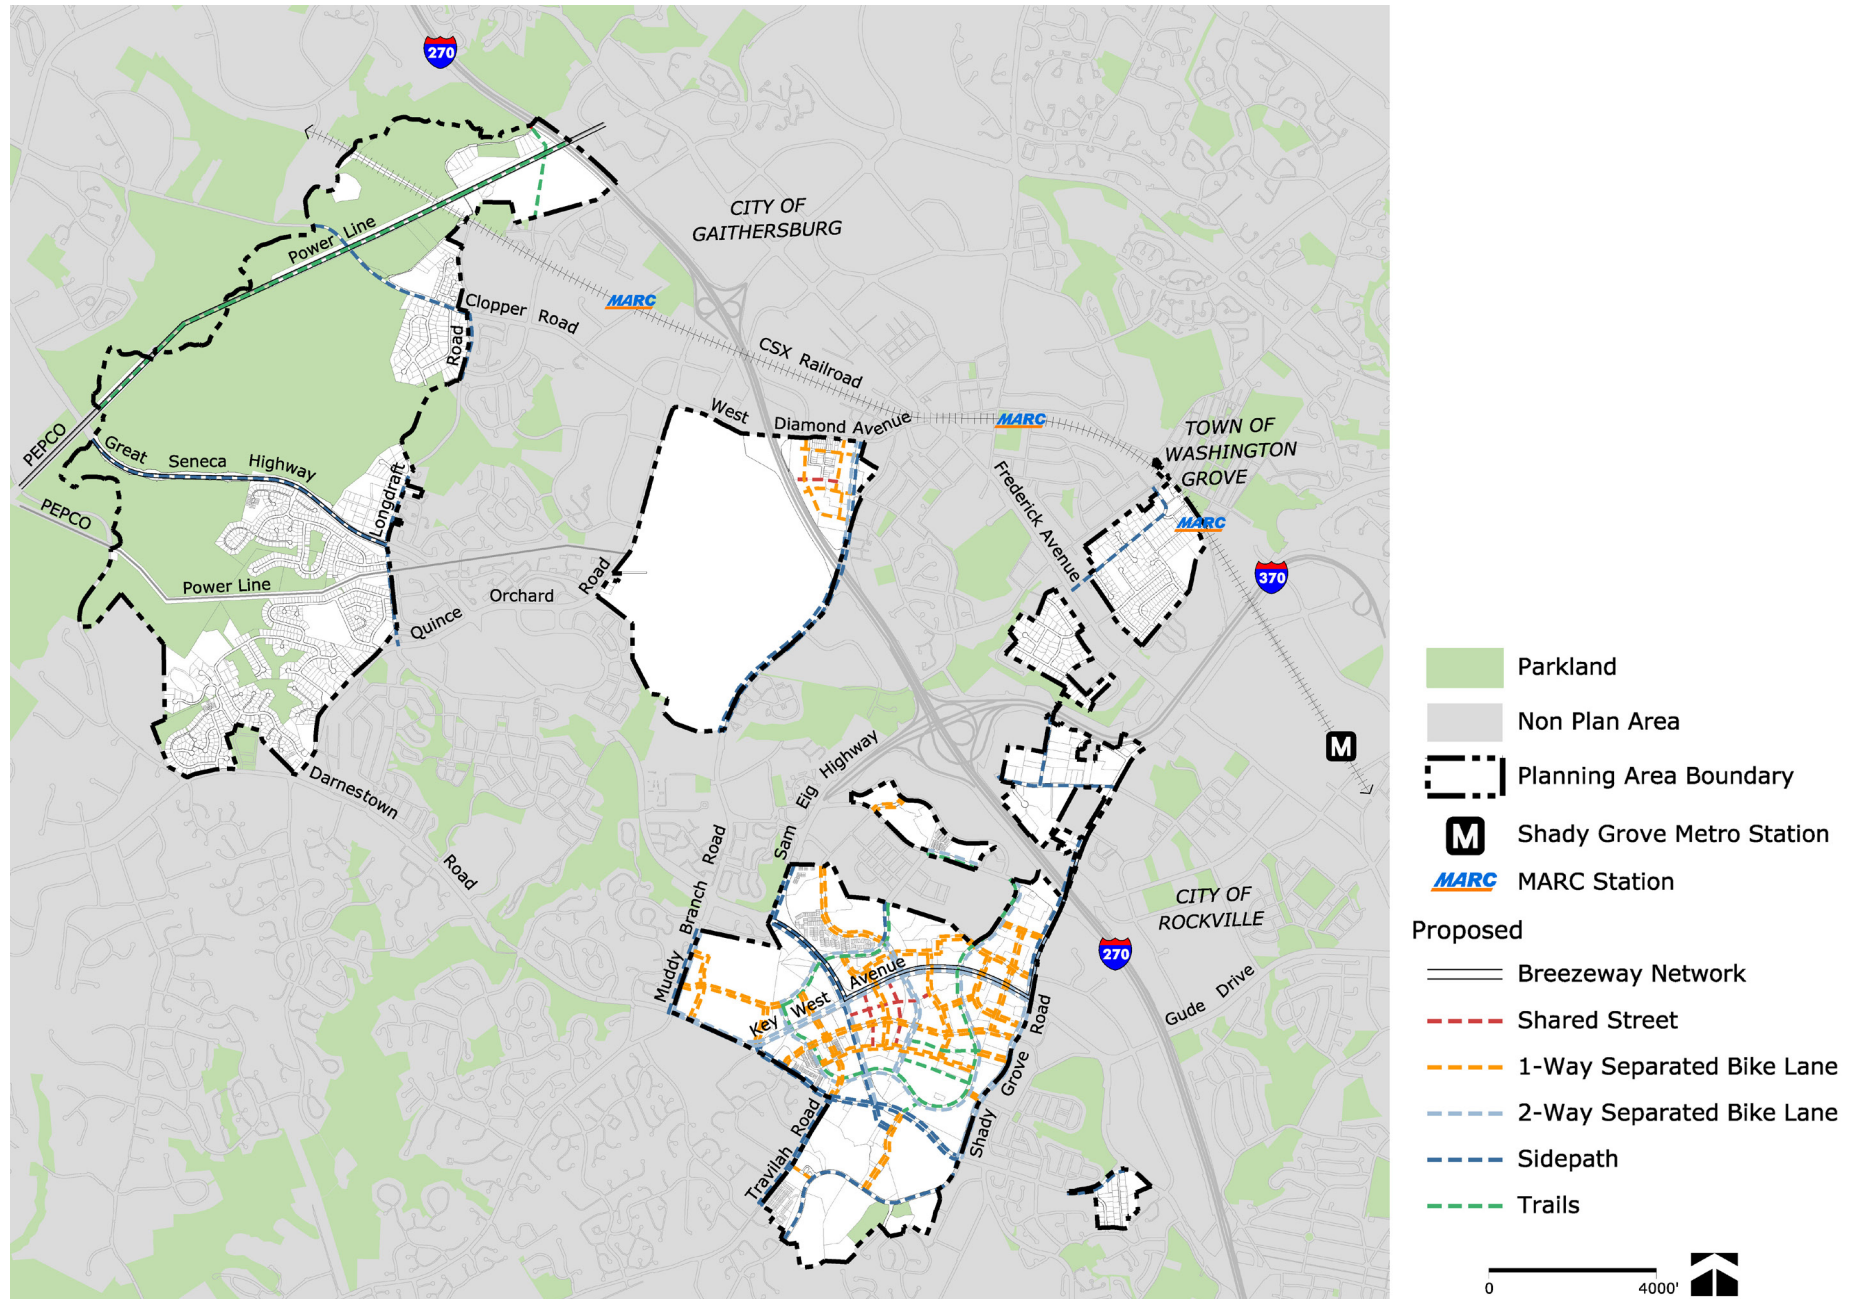 270
CITY OF
GAITHERSBURG
Power Line
Clopper Road
Road
MARC
CSX Railroad
West
Diamond Avenue
MARC
TOWN OF
WASHINGTON
GROVE
PEPCO
Great Seneca Highway
Longdraft
Frederick Avenue
MARC
PEPCO
Power Line
Quince Orchard Road
370
M
Sam Eig Highway
Darnestown
Road
Muddy Branch Road
CITY OF
ROCKVILLE
270
Key West Avenue
Gude Drive
Shady Grove Road
Travilah Road
Parkland
Non Plan Area
Planning Area Boundary
M
Shady Grove Metro Station
MARC
MARC Station
Proposed
Breezeway Network
Shared Street
1-Way Separated Bike Lane
2-Way Separated Bike Lane
Sidepath
Trails
0
4000'